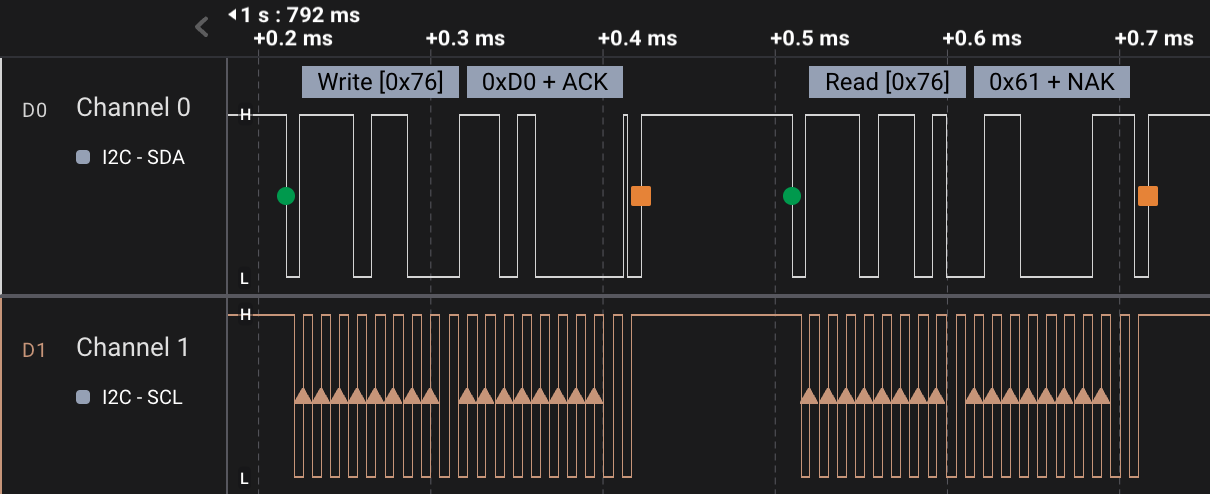 1 s : 792 ms
+0.2 ms +0.3 ms +0.4 ms +0.5 ms +0.6 ms +0.7 ms
Write [0x76] 0xD0 + ACK Read [0x76] 0x61 + NAK
D0 Channel 0
H
I2C - SDA
L
H
D1 Channel 1
I2C - SCL
L